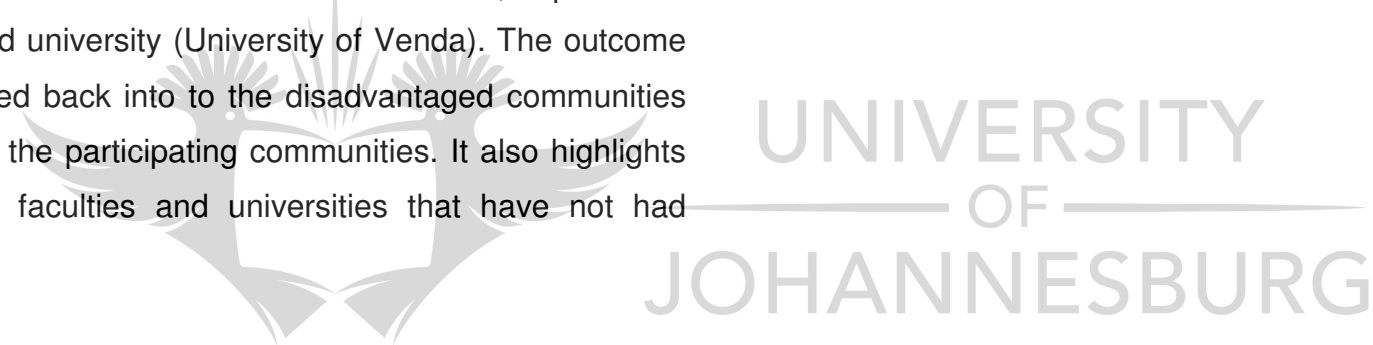 d university (University of Venda). The outcome
ed back into to the disadvantaged communities
the participating communities. It also highlights
faculties and universities that have not had
UNIVERSITY
OF
JOHANNESBURG